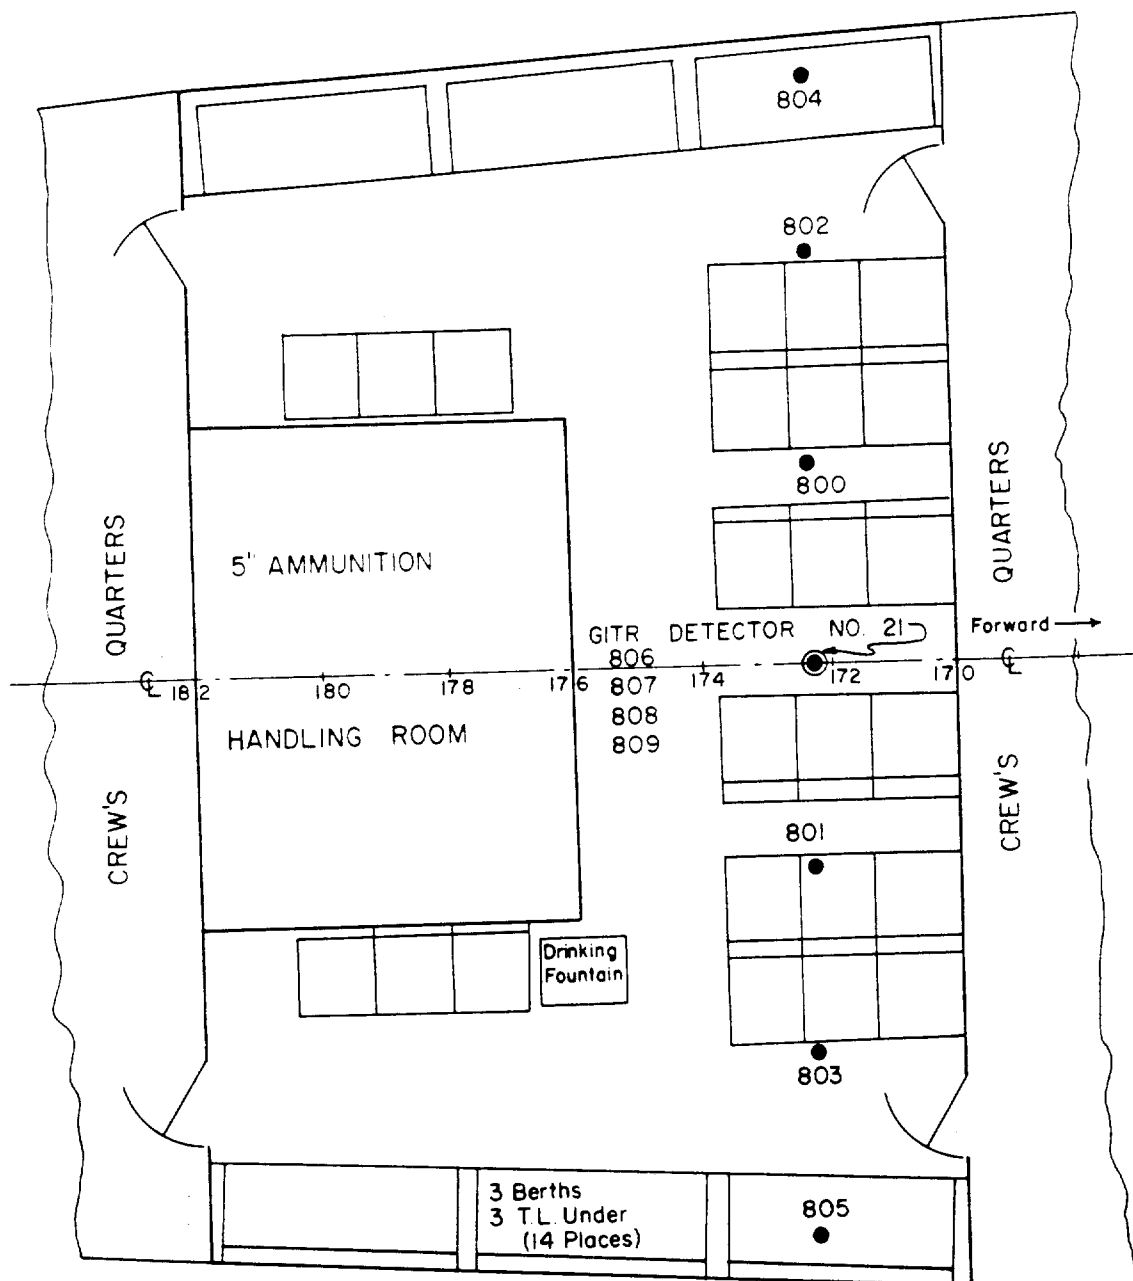 804
802
800
QUARTERS
QUARTERS
5" AMMUNITION
GITR DETECTOR NO. 21
Forward
806
℄ 182 180 178 176 174 172 170 ℄
807
808
809
HANDLING ROOM
CREW'S
CREW'S
801
Drinking
Fountain
803
3 Berths
3 T.L. Under
(14 Places)
805